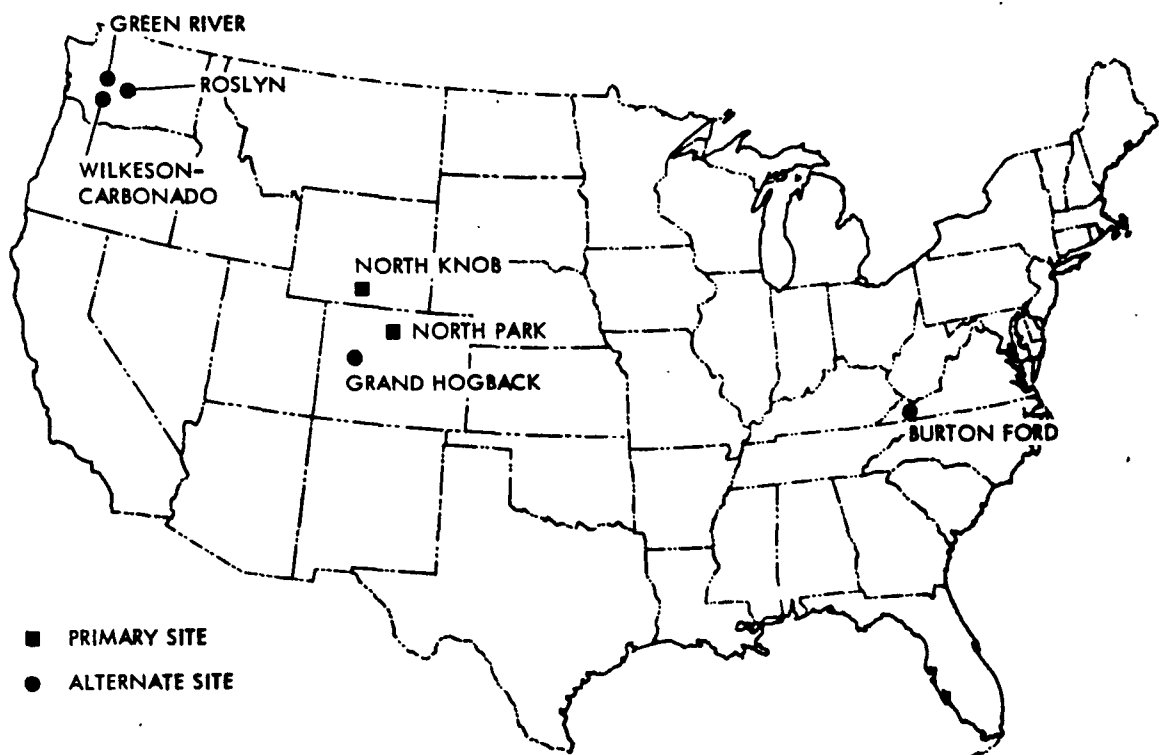 GREEN RIVER
ROSLYN
WILKESON-
CARBONADO
NORTH KNOB
NORTH PARK
GRAND HOGBACK
BURTON FORD
PRIMARY SITE
ALTERNATE SITE